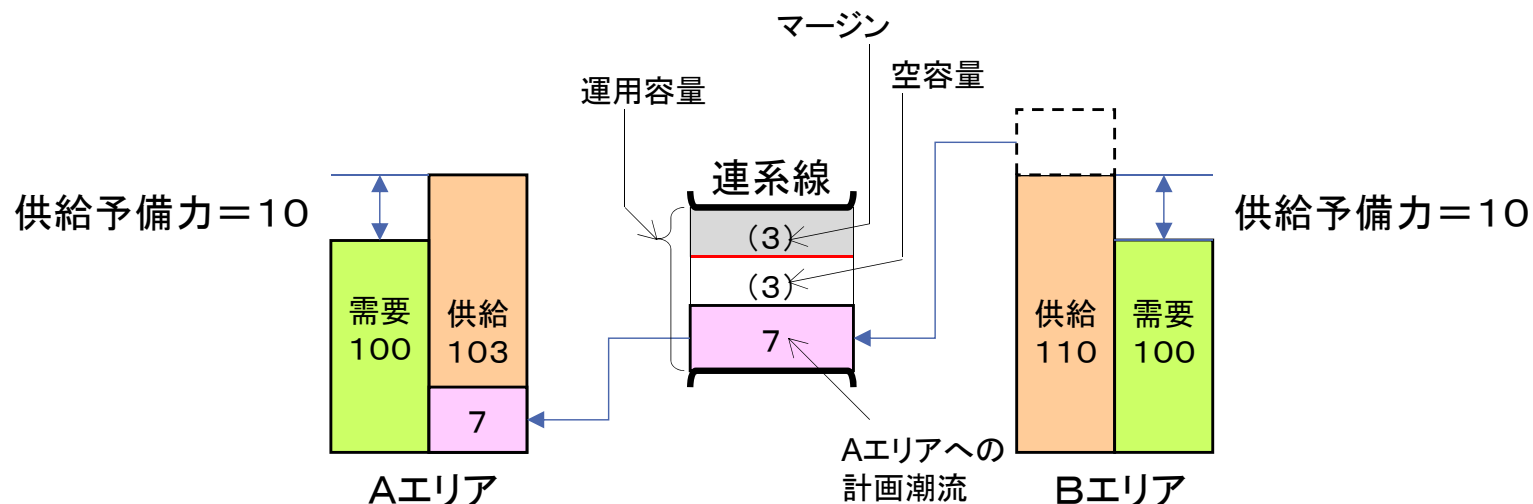 マージン
空容量
運用容量
連系線
供給予備力＝10
供給予備力＝10
(3)
(3)
需要
100
供給
103
7
7
供給
110
需要
100
Aエリアへの
計画潮流
Aエリア
Bエリア